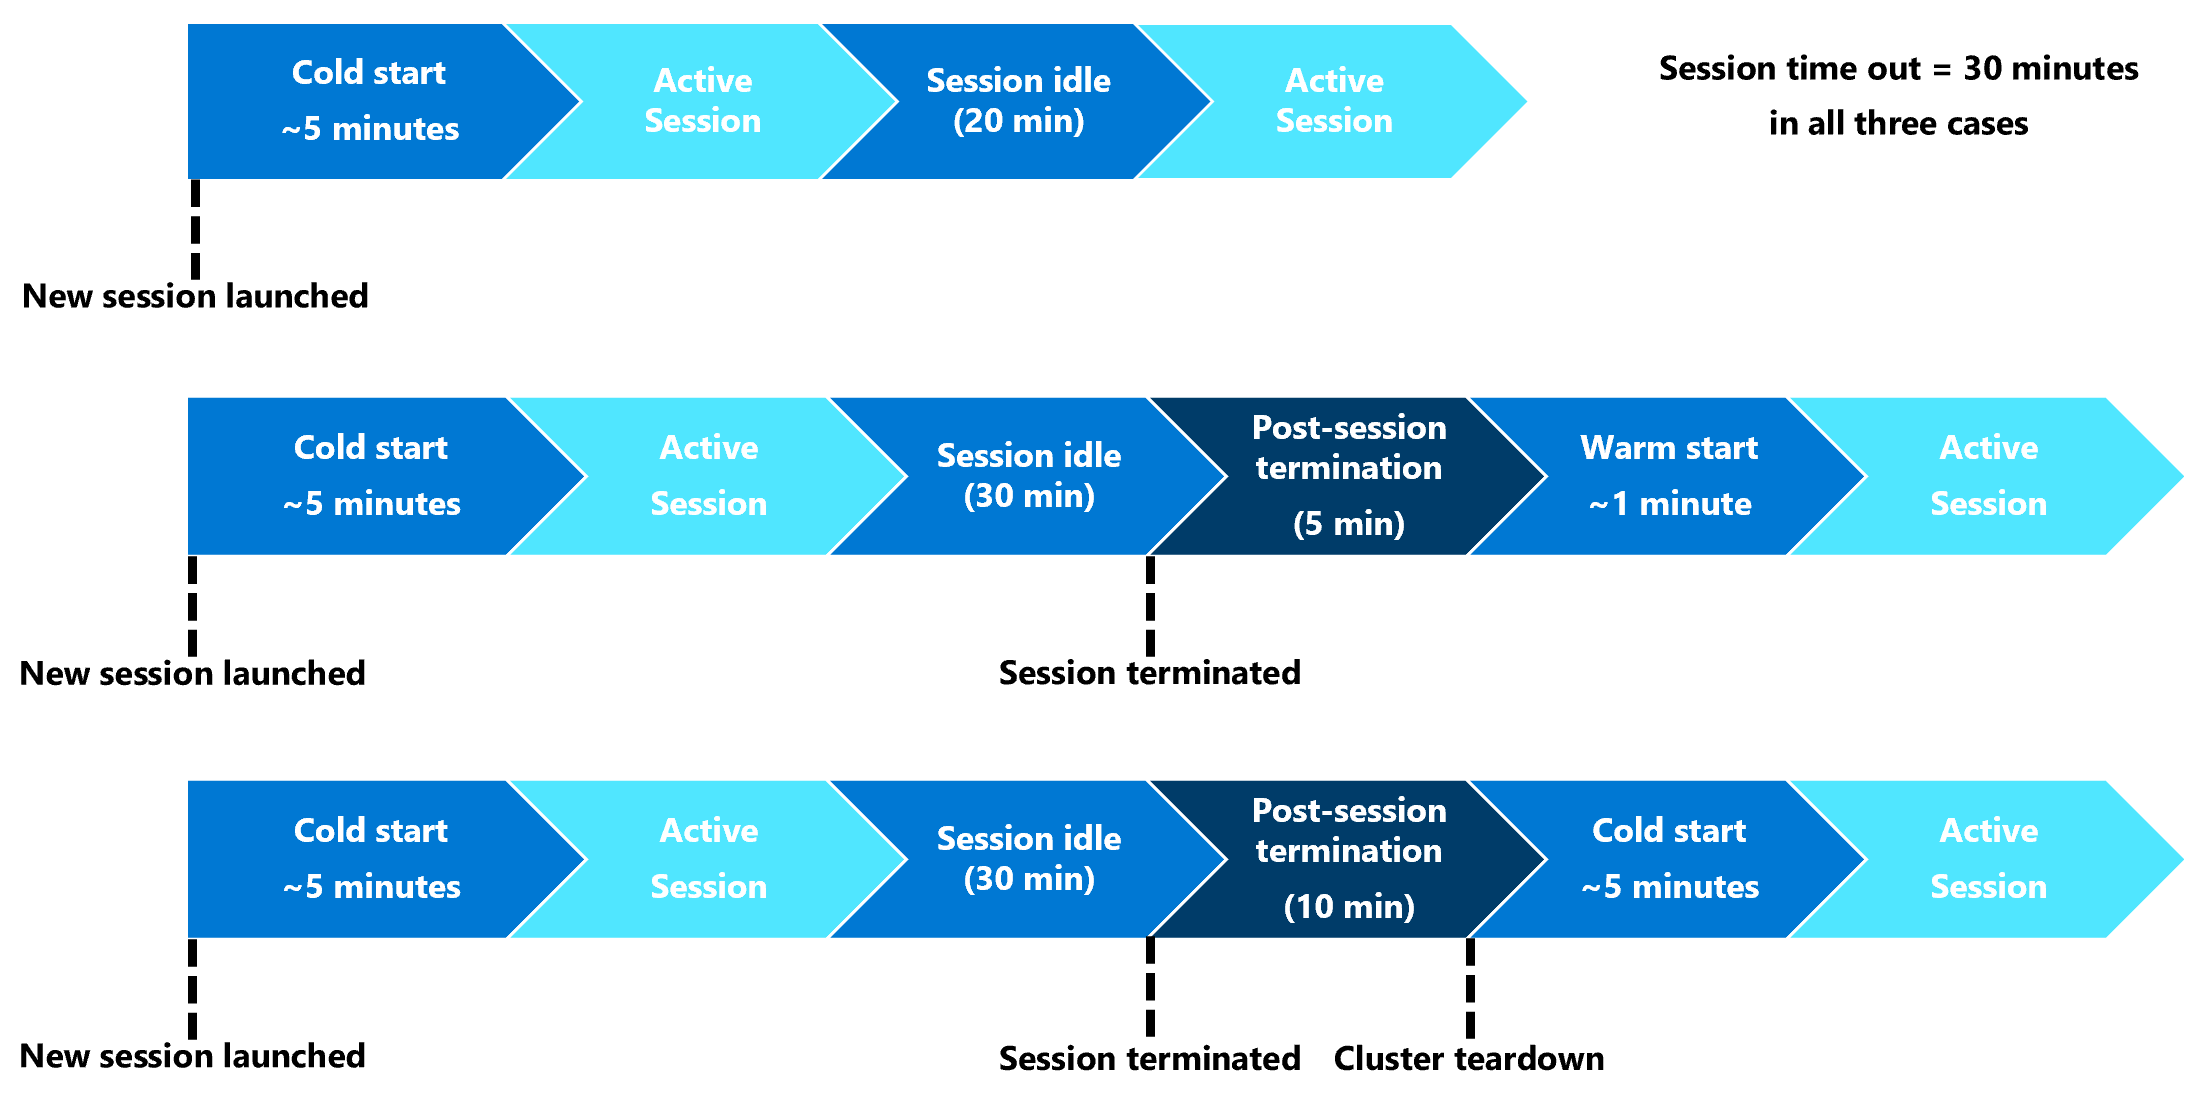 Cold start
~5 minutes
Active
Session
Session idle
(20 min)
Active
Session
Session time out = 30 minutes
in all three cases
New session launched
Cold start
~5 minutes
Active
Session
Session idle
(30 min)
Post-session
termination
(5 min)
Warm start
~1 minute
Active
Session
New session launched
Session terminated
Cold start
~5 minutes
Active
Session
Session idle
(30 min)
Post-session
termination
(10 min)
Cold start
~5 minutes
Active
Session
New session launched
Session terminated
Cluster teardown